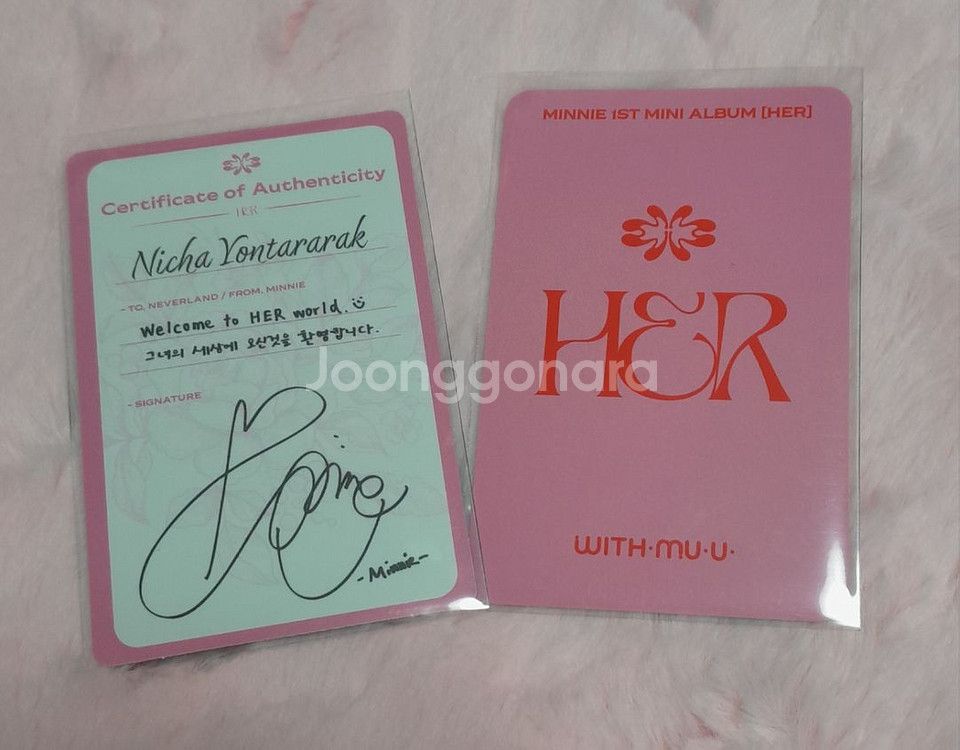 Certificate of Authenticity
HER
Nicha Yontararak
- TO. NEVERLAND / FROM. MINNIE
Welcome to HER world.
그녀의 세상에 오신것을 환영합니다.
- SIGNATURE
Minnie
- Minnie -
MINNIE 1ST MINI ALBUM [HER]
HER
WITH·MU·U·
Joonggonara